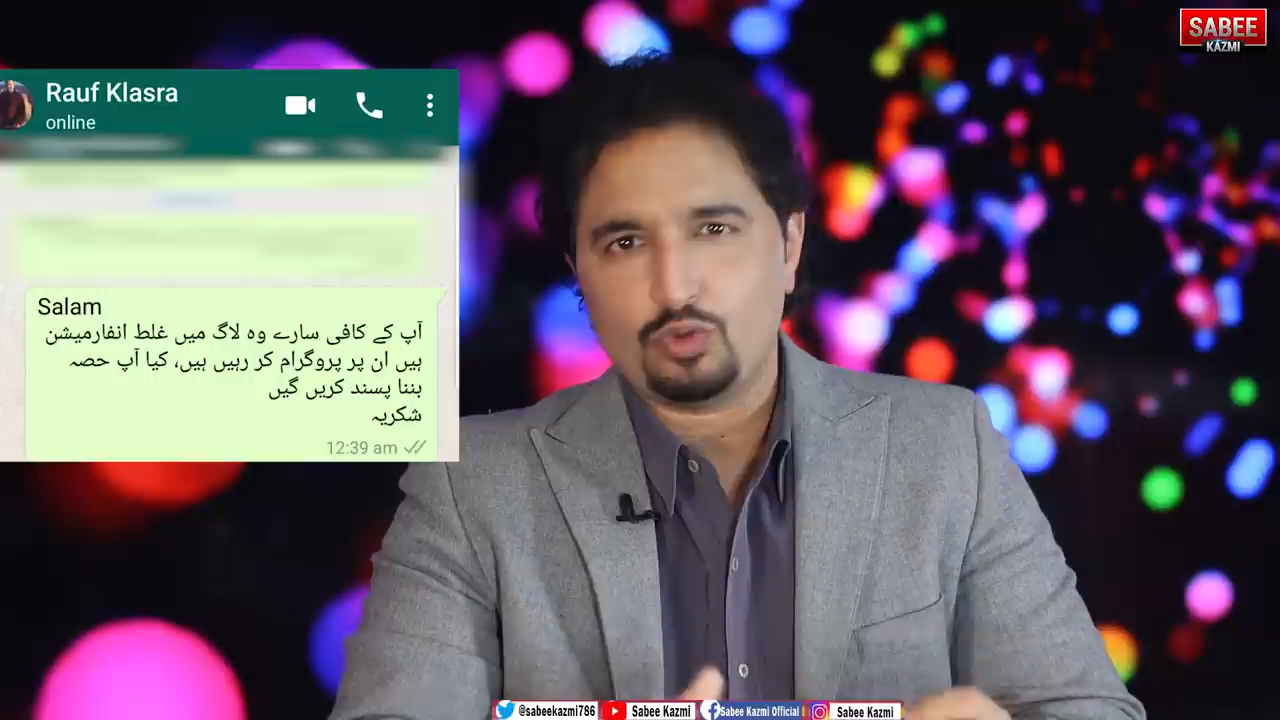 SABEE
KAZMI
Rauf Klasra
online
Salam
آپ کے کافی سارے وہ لاگ میں غلط انفارمیشن
ہیں ان پر پروگرام کر رہیں ہیں، کیا آپ حصہ
بننا پسند کریں گیں
شکریہ
12:39 am
@sabeekazmi786
Sabee Kazmi
Sabee Kazmi Official
Sabee Kazmi